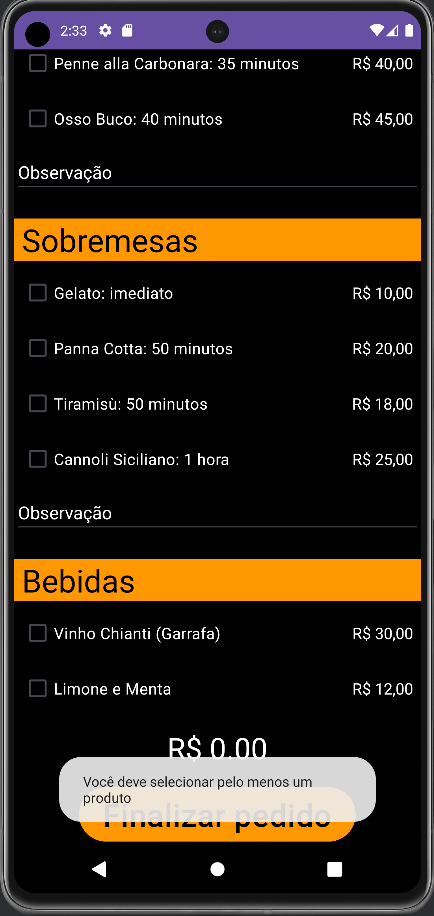 2:33
Penne alla Carbonara: 35 minutos R$ 40,00
Osso Buco: 40 minutos R$ 45,00
Observação
Sobremesas
Gelato: imediato R$ 10,00
Panna Cotta: 50 minutos R$ 20,00
Tiramisù: 50 minutos R$ 18,00
Cannoli Siciliano: 1 hora R$ 25,00
Observação
Bebidas
Vinho Chianti (Garrafa) R$ 30,00
Limone e Menta R$ 12,00
R$ 0.00
Você deve selecionar pelo menos um
produto
Finalizar pedido